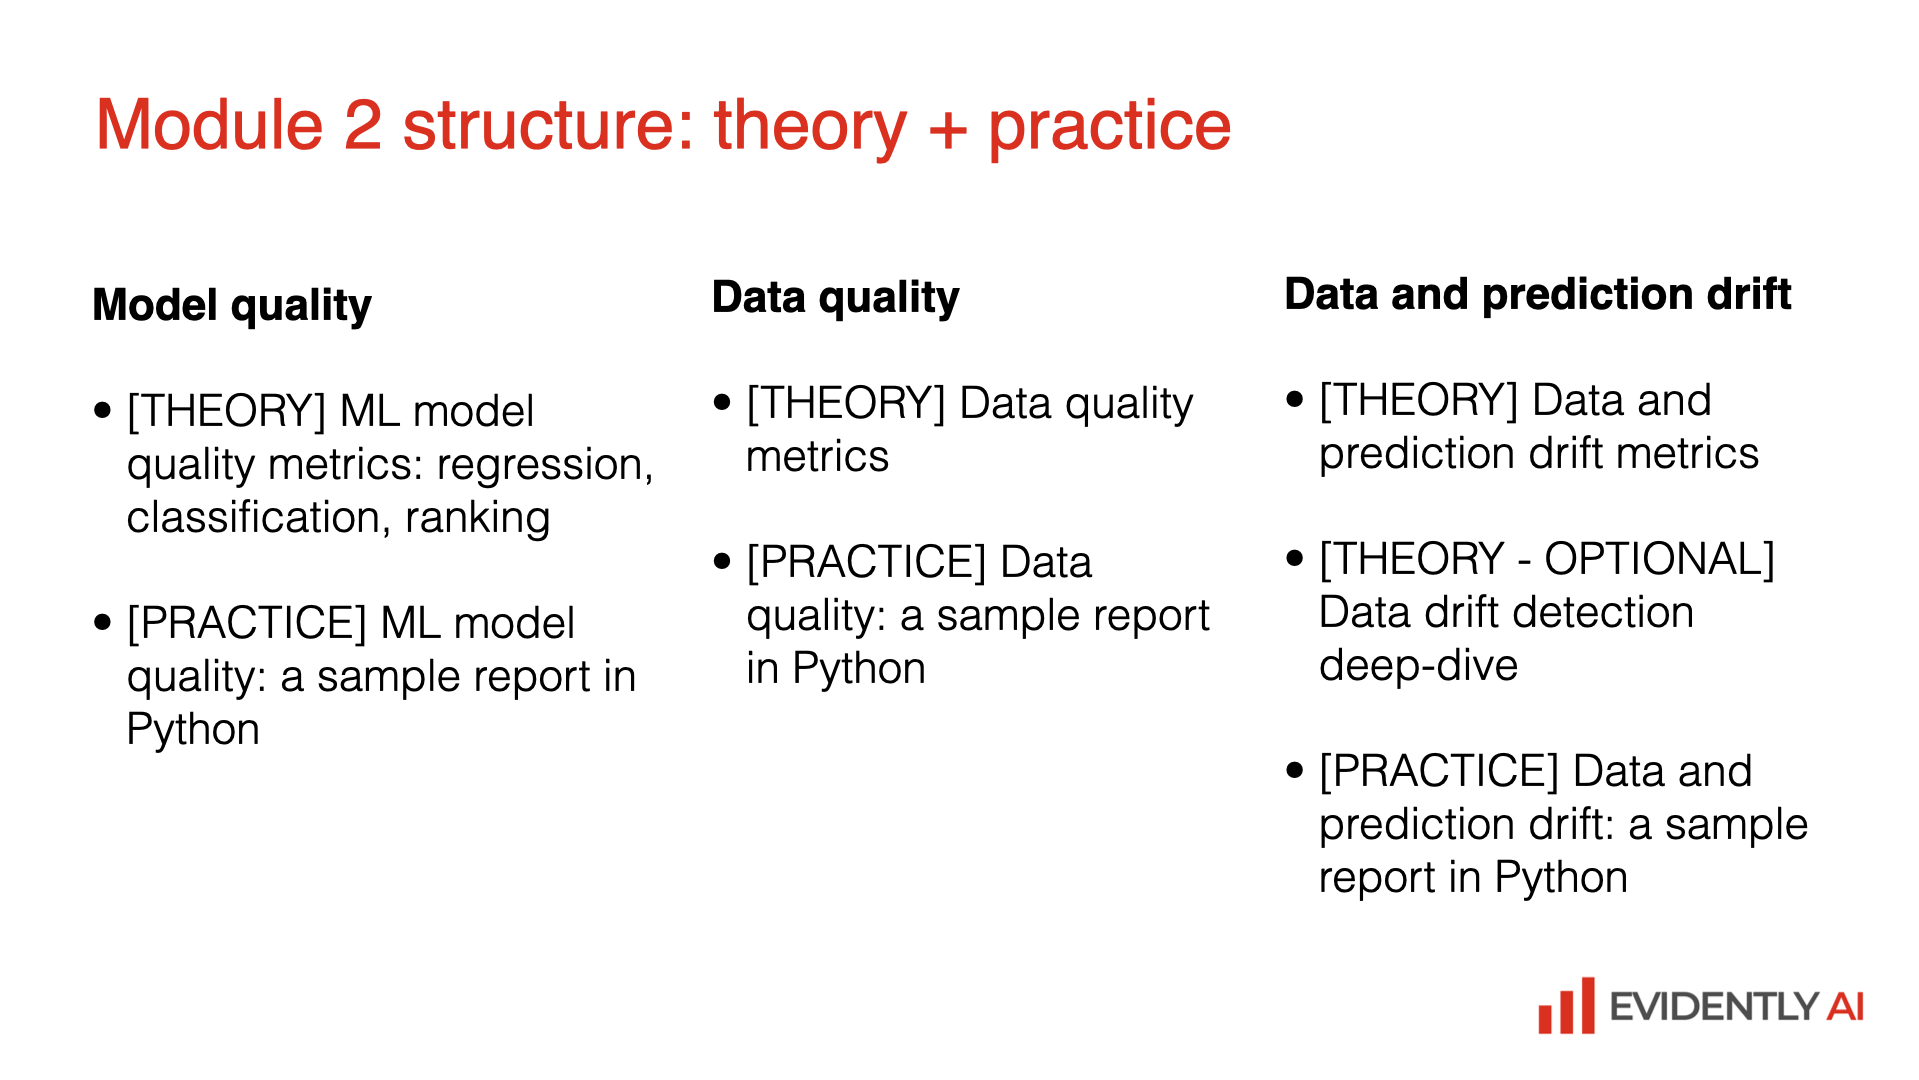 Module 2 structure: theory + practice
Model quality
• [THEORY] ML model
quality metrics: regression,
classification, ranking
• [PRACTICE] ML model
quality: a sample report in
Python
Data quality
• [THEORY] Data quality
metrics
• [PRACTICE] Data
quality: a sample report
in Python
Data and prediction drift
• [THEORY] Data and
prediction drift metrics
• [THEORY - OPTIONAL]
Data drift detection
deep-dive
• [PRACTICE] Data and
prediction drift: a sample
report in Python
EVIDENTLY AI